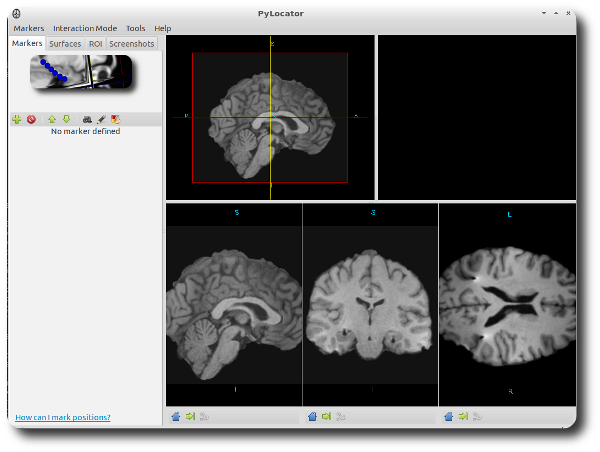 PyLocator
Markers Interaction Mode Tools Help
Markers Surfaces ROI Screenshots
No marker defined
S S L
I I R
How can I mark positions?